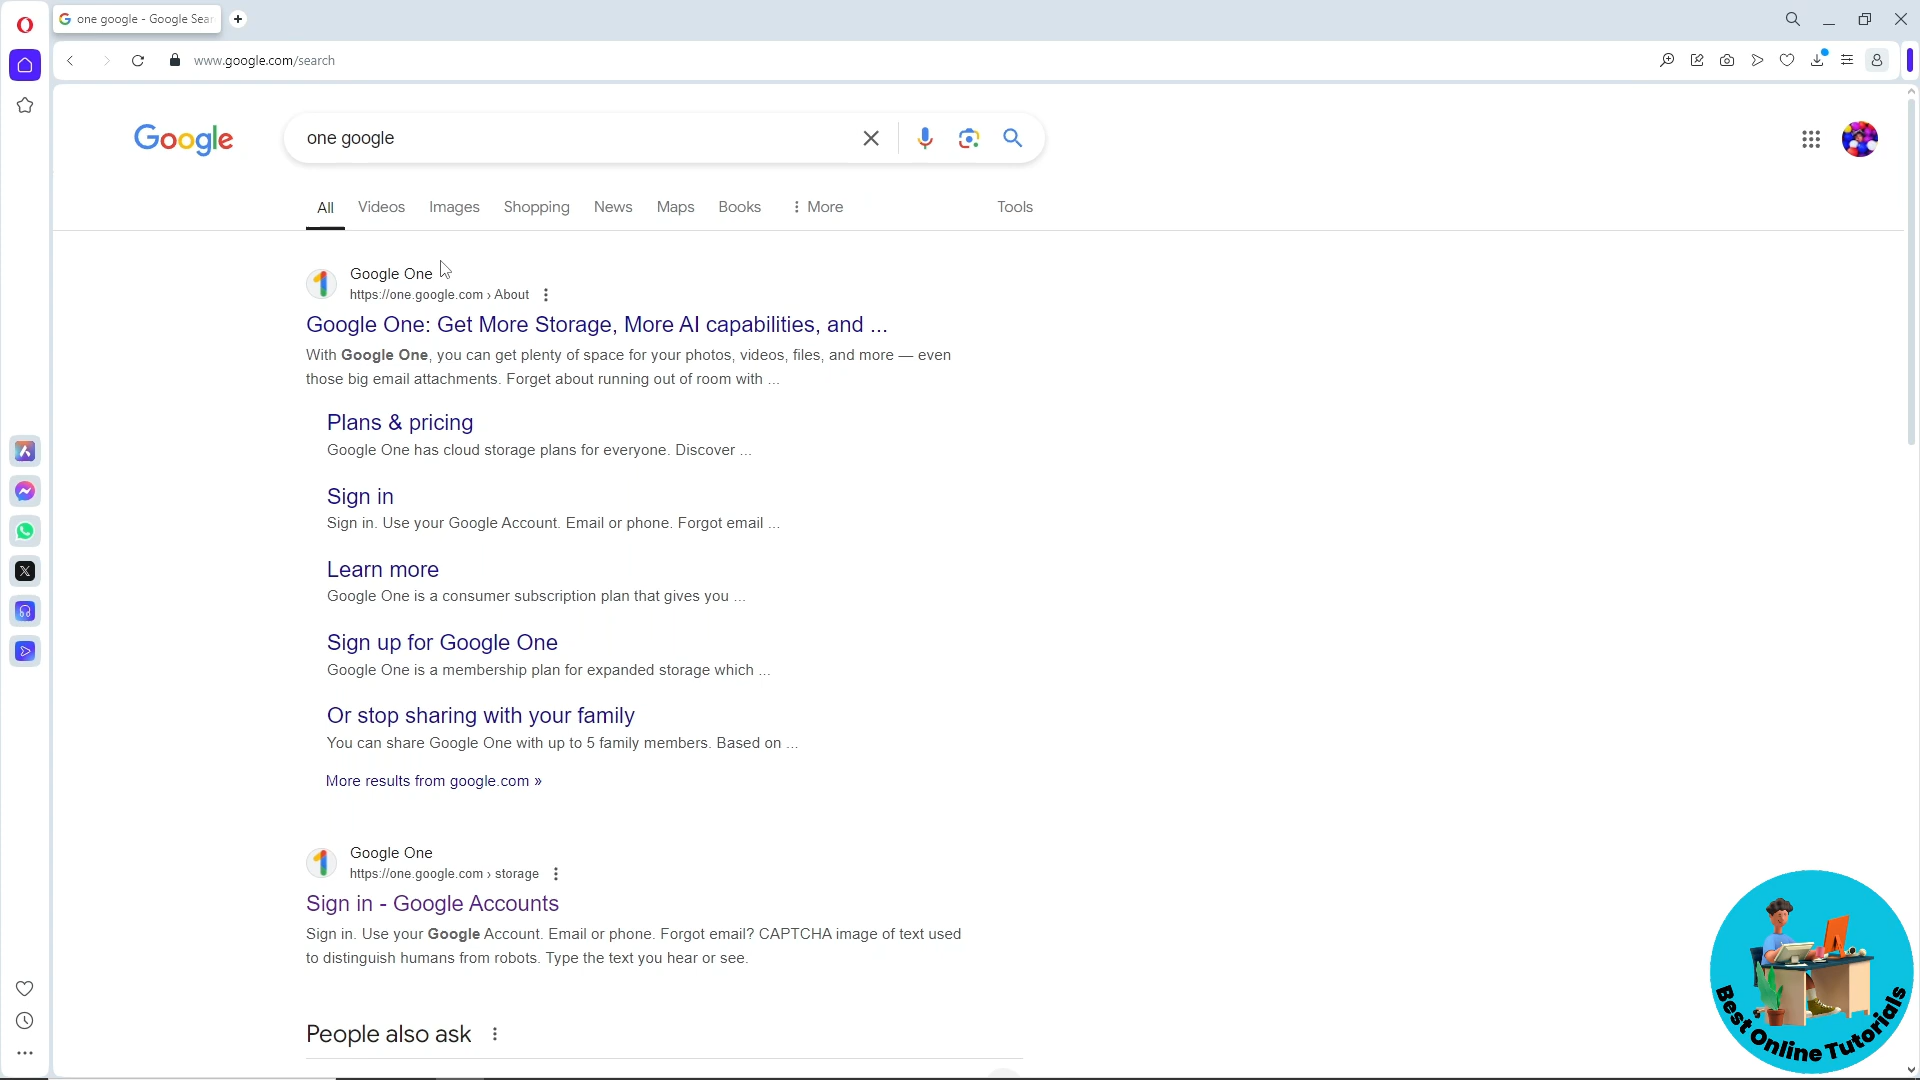 one google - Google Sear
www.google.com/search
Google
one google
All
Videos
Images
Shopping
News
Maps
Books
More
Tools
Google One
https://one.google.com › About
Google One: Get More Storage, More AI capabilities, and ...
With Google One, you can get plenty of space for your photos, videos, files, and more — even
those big email attachments. Forget about running out of room with ...
Plans & pricing
Google One has cloud storage plans for everyone. Discover ...
Sign in
Sign in. Use your Google Account. Email or phone. Forgot email ...
Learn more
Google One is a consumer subscription plan that gives you ...
Sign up for Google One
Google One is a membership plan for expanded storage which ...
Or stop sharing with your family
You can share Google One with up to 5 family members. Based on ...
More results from google.com »
Google One
https://one.google.com › storage
Sign in - Google Accounts
Sign in. Use your Google Account. Email or phone. Forgot email? CAPTCHA image of text used
to distinguish humans from robots. Type the text you hear or see.
People also ask
Best Online Tutorials